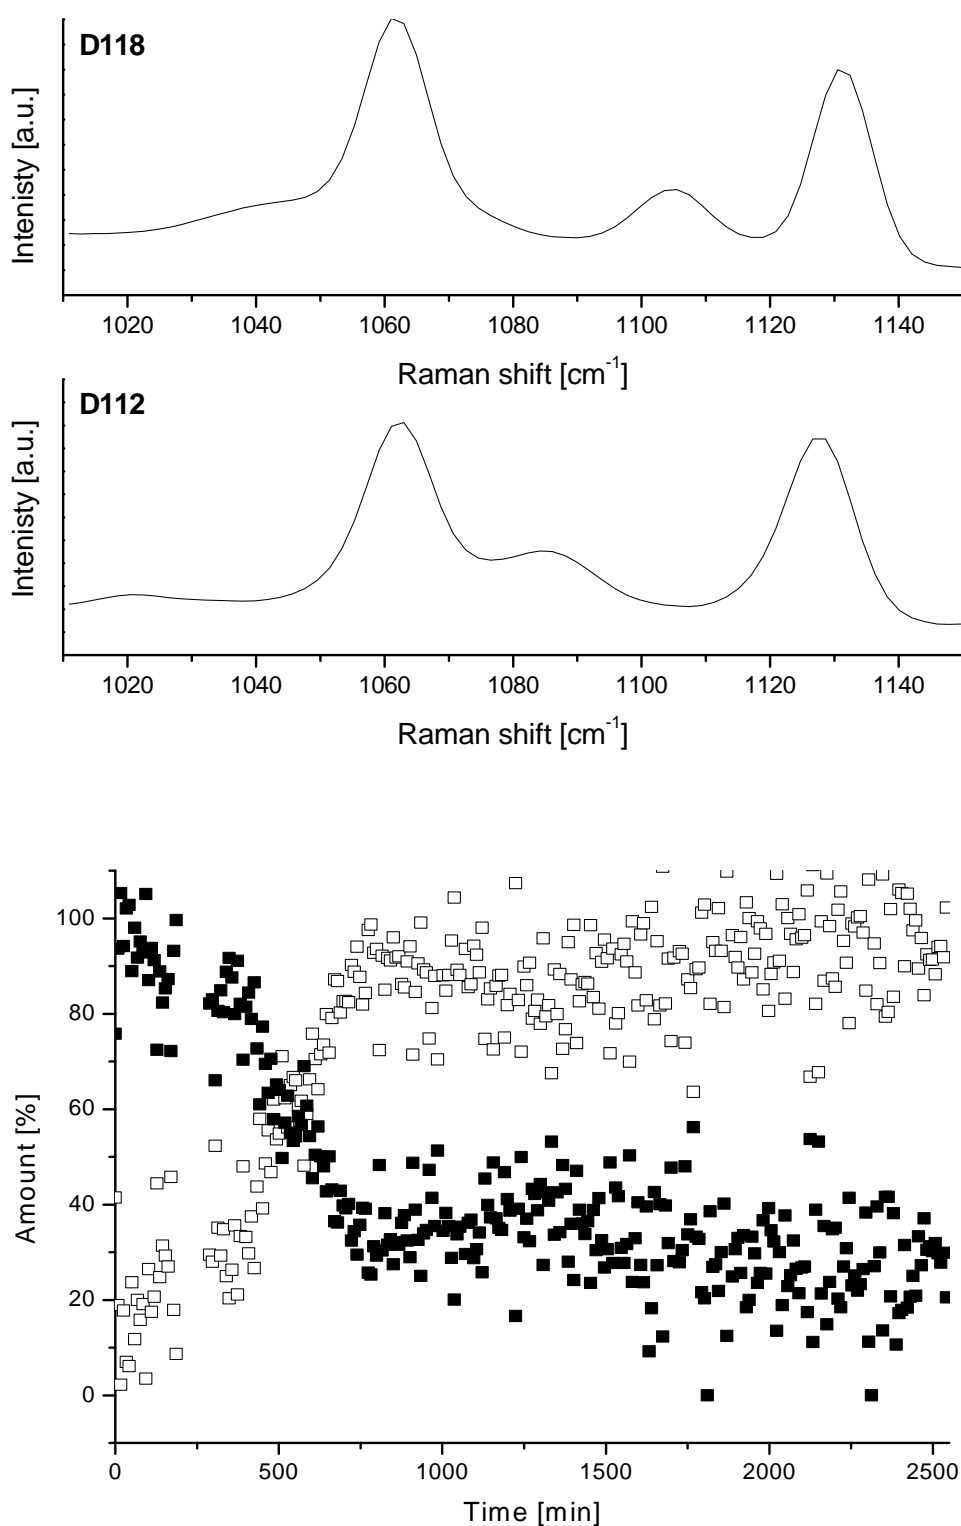 D118
Intenisty [a.u.]
1020 1040 1060 1080 1100 1120 1140
Raman shift [cm-1]
D112
Intenisty [a.u.]
1020 1040 1060 1080 1100 1120 1140
Raman shift [cm-1]
100
80
60
40
20
0
Amount [%]
0 500 1000 1500 2000 2500
Time [min]